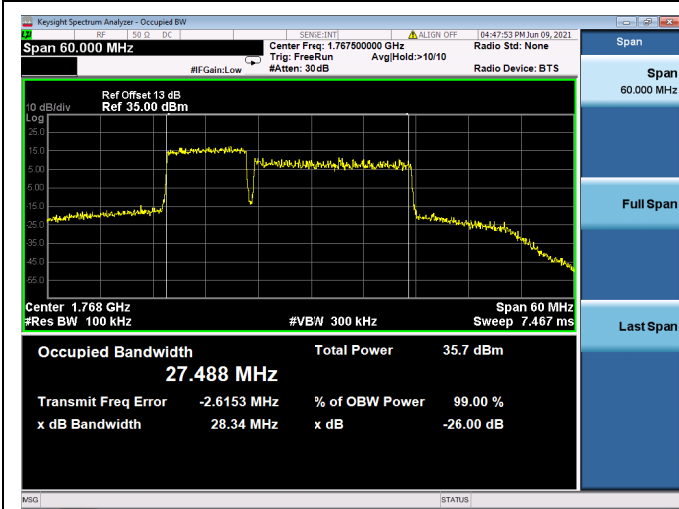 Keysight Spectrum Analyzer - Occupied BW
RF 50 Ω DC SENSE:INT ALIGN OFF 04:47:53 PM Jun 09, 2021
Span 60.000 MHz
Center Freq: 1.767500000 GHz
Radio Std: None
Trig: FreeRun Avg|Hold:>10/10
#IFGain:Low #Atten: 30 dB Radio Device: BTS
Ref Offset 13 dB
10 dB/div Ref 35.00 dBm
Log
25.0
15.0
5.00
-5.00
-15.0
-25.0
-35.0
-45.0
-55.0
Center 1.768 GHz Span 60 MHz
#Res BW 100 kHz #VBW 300 kHz Sweep 7.467 ms
Occupied Bandwidth Total Power 35.7 dBm
27.488 MHz
Transmit Freq Error -2.6153 MHz % of OBW Power 99.00 %
x dB Bandwidth 28.34 MHz x dB -26.00 dB
MSG STATUS
Span
Span
60.000 MHz
Full Span
Last Span